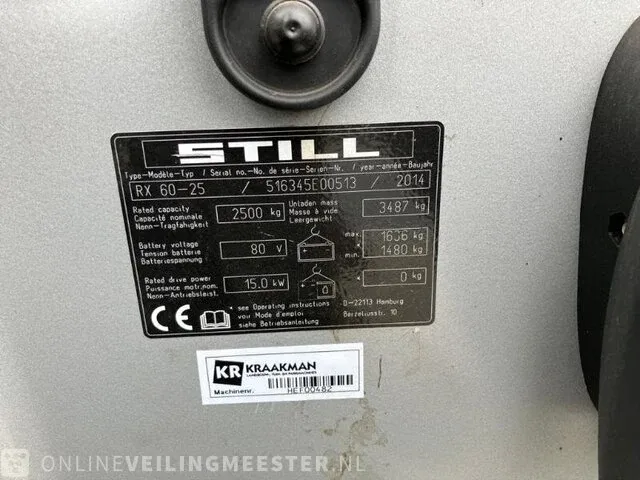 STILL
Type-Modèle-Typ / Serial no.-No. de série-Serien-Nr. / year-année-Baujahr
RX 60-25 / 516345E00513 / 2014
Rated capacity
Capacité nominale
Nenn-Tragfähigkeit
2500 kg
Unladen mass
Masse à vide
Leergewicht
3487 kg
Battery voltage
Tension batterie
Batteriespannung
80 V
max. 1636 kg
min. 1480 kg
Rated drive power
Puissance motr.nom.
Nenn-Antriebsleist.
15.0 kW
* 0 kg
CE
* see Operating instructions
voir Mode d'emploi
siehe Betriebsanleitung
D-22113 Hamburg
Berzeliusstr. 10
KR KRAAKMAN
Machinenr. HEF00482
ONLINEVEILINGMEESTER.NL